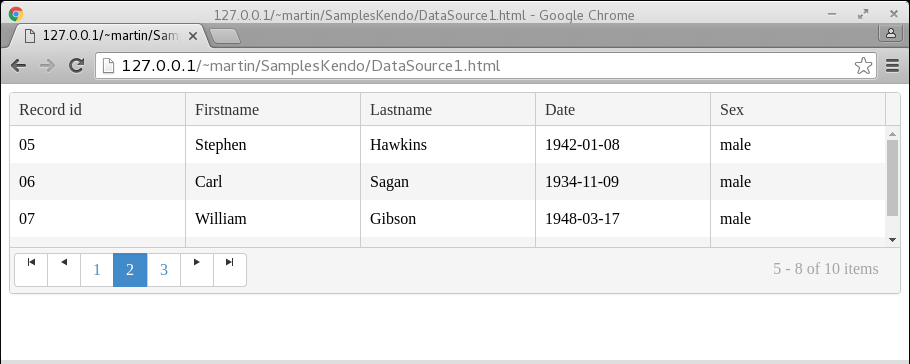 127.0.0.1/~martin/SamplesKendo/DataSource1.html - Google Chrome
127.0.0.1/~martin/Sam
127.0.0.1/~martin/SamplesKendo/DataSource1.html
Record id Firstname Lastname Date Sex
05 Stephen Hawkins 1942-01-08 male
06 Carl Sagan 1934-11-09 male
07 William Gibson 1948-03-17 male
1 2 3 5 - 8 of 10 items